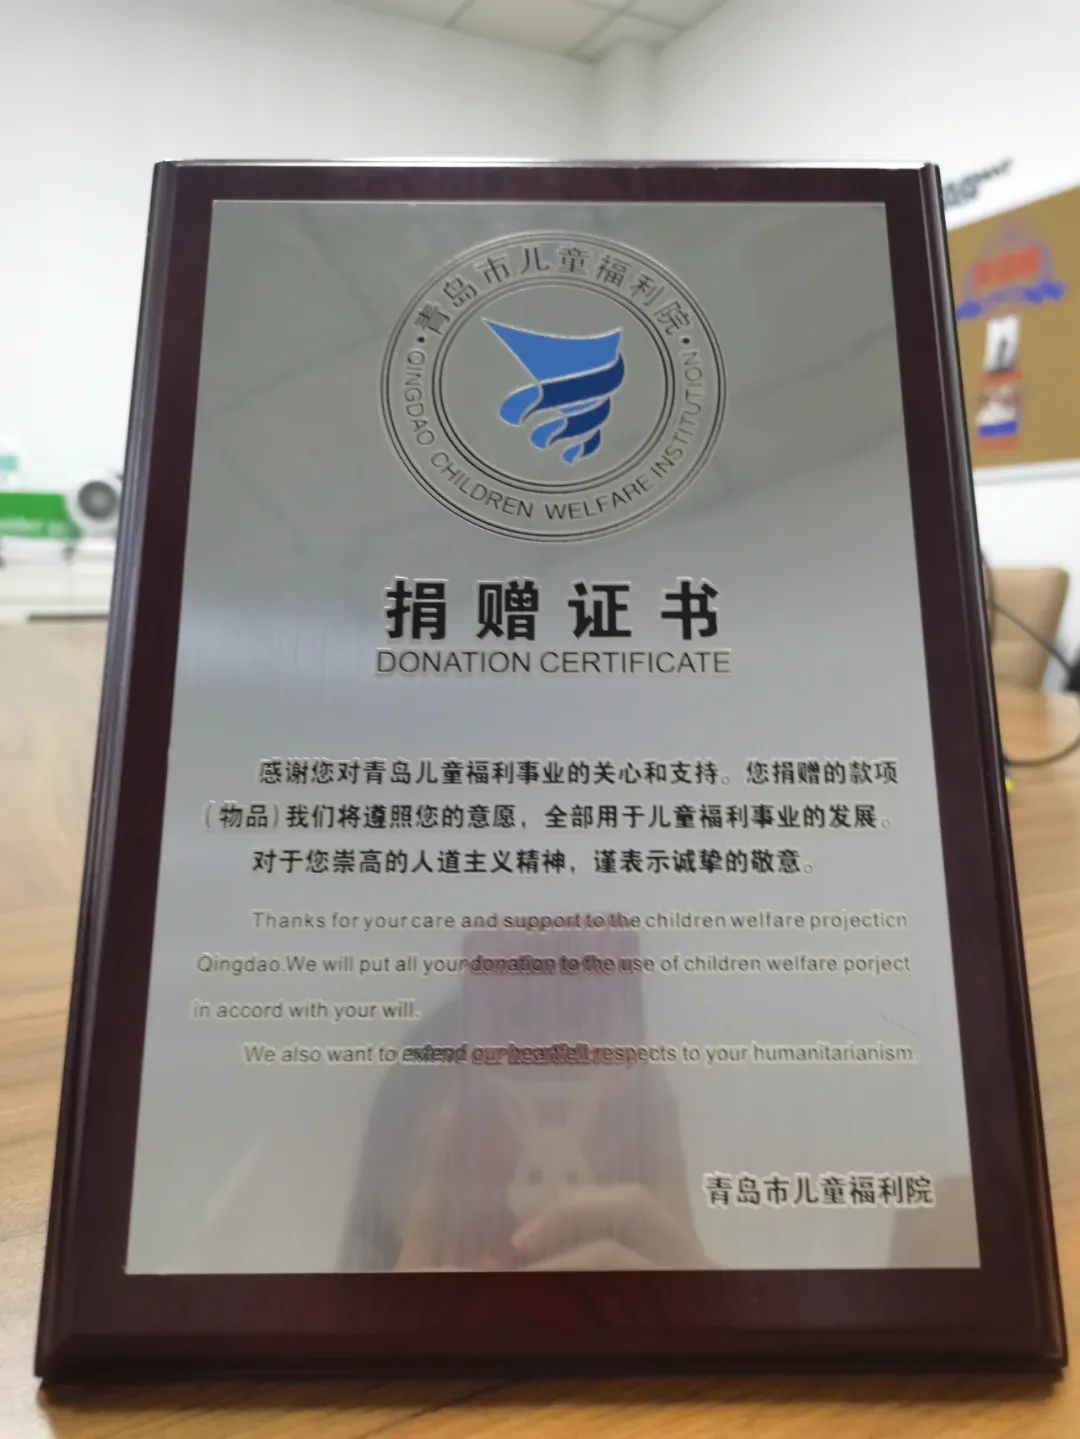 青岛市儿童福利院
QINGDAO CHILDREN WELFARE INSTITUTION
捐赠证书
DONATION CERTIFICATE
感谢您对青岛儿童福利事业的关心和支持。您捐赠的款项
（物品）我们将遵照您的意愿，全部用于儿童福利事业的发展。
对于您崇高的人道主义精神，谨表示诚挚的敬意。
Thanks for your care and support to the children welfare projecticn
Qingdao.We will put all your donation to the use of children welfare porject
in accord with your will.
We also want to extend our heartfell respects to your humanitarianism.
青岛市儿童福利院